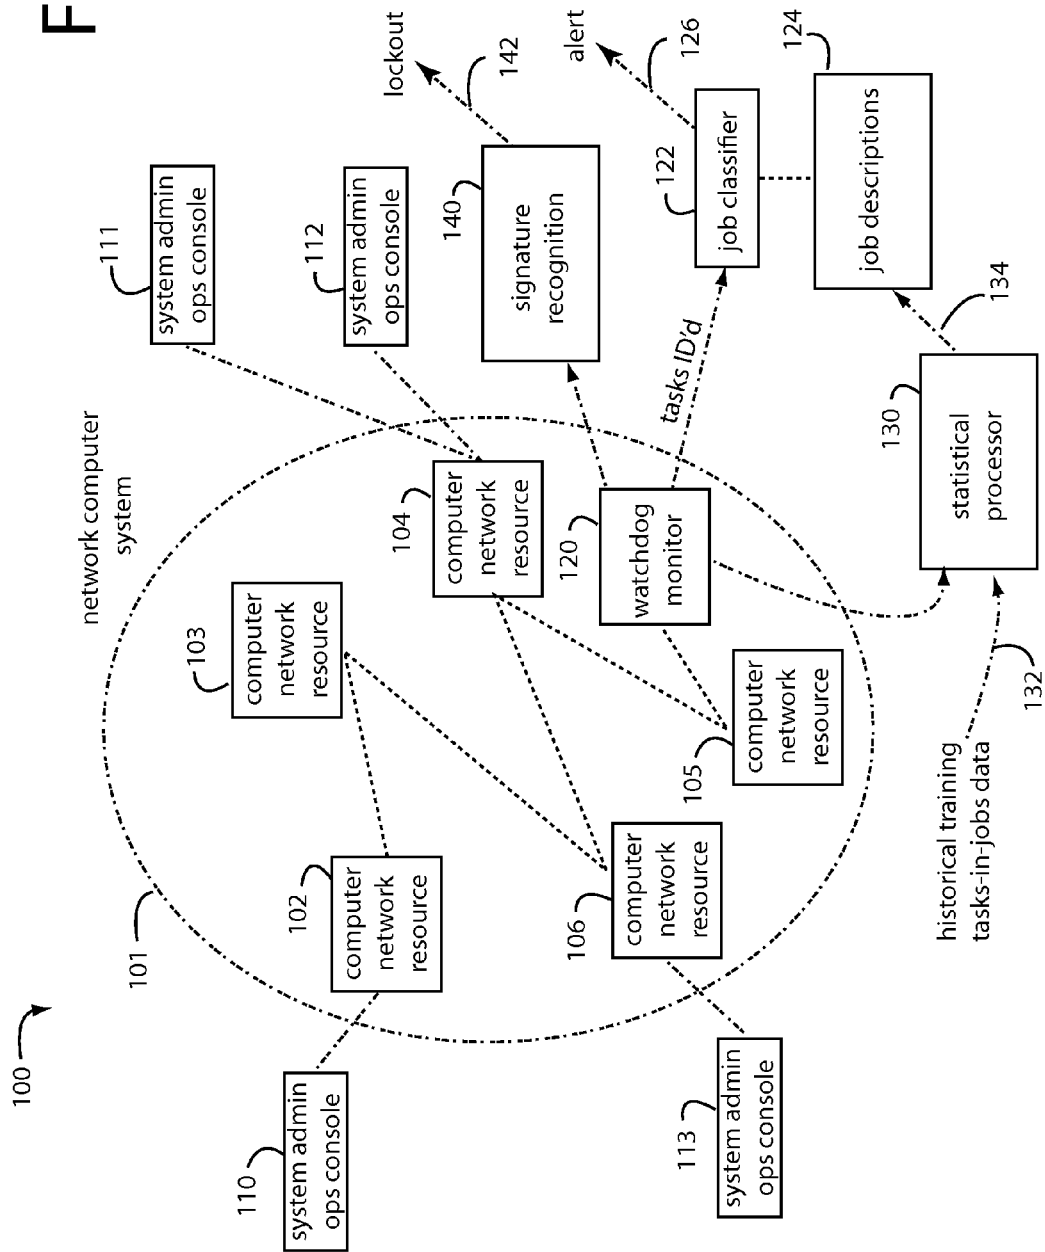 F
100
101
network computer
system
110
system admin
ops console
102
computer
network
resource
103
computer
network
resource
111
system admin
ops console
112
system admin
ops console
104
computer
network
resource
113
system admin
ops console
106
computer
network
resource
105
computer
network
resource
120
watchdog
monitor
140
signature
recognition
lockout
142
tasks ID'd
122
job classifier
alert
126
124
job descriptions
134
130
statistical
processor
132
historical training
tasks-in-jobs data